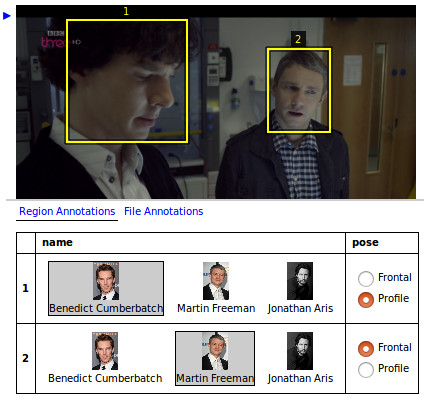 1
BBC
three HD
2
Region Annotations File Annotations
name pose
1 Benedict Cumberbatch Martin Freeman Jonathan Aris Frontal
Profile
2 Benedict Cumberbatch Martin Freeman Jonathan Aris Frontal
Profile